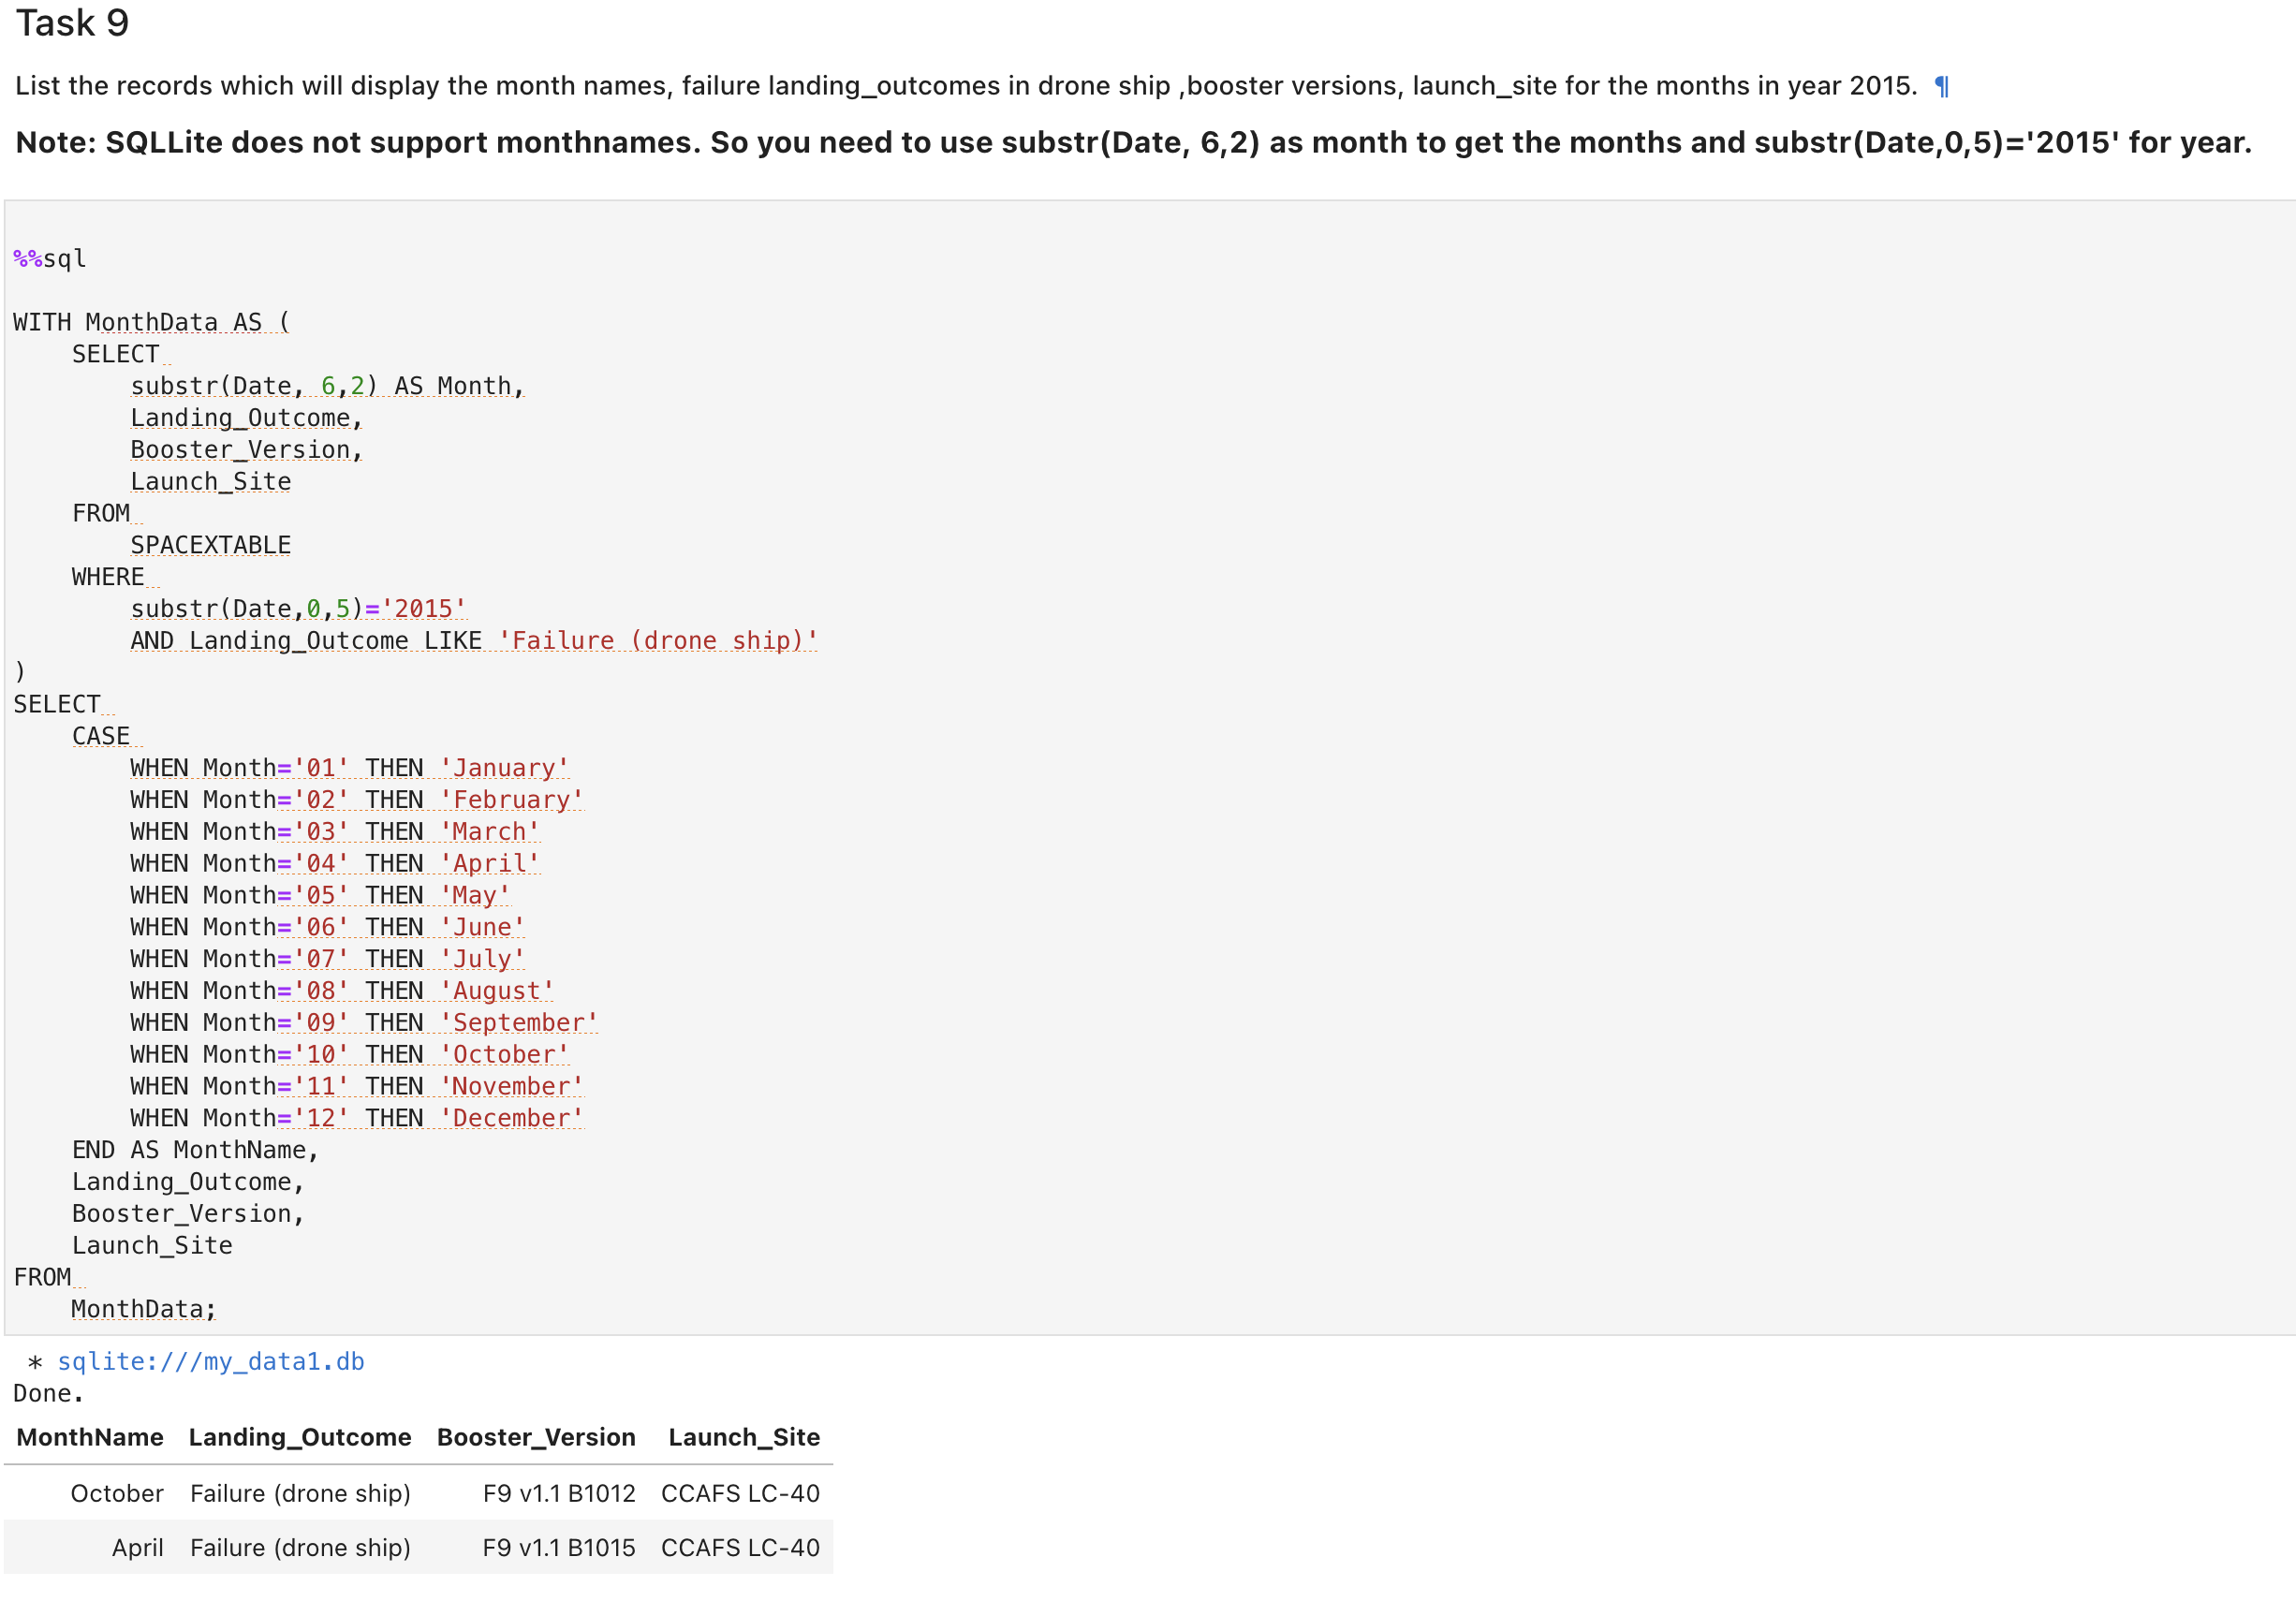 Task 9
List the records which will display the month names, failure landing_outcomes in drone ship ,booster versions, launch_site for the months in year 2015. ¶
Note: SQLLite does not support monthnames. So you need to use substr(Date, 6,2) as month to get the months and substr(Date,0,5)='2015' for year.
%%sql
WITH MonthData AS (
    SELECT
        substr(Date, 6,2) AS Month,
        Landing_Outcome,
        Booster_Version,
        Launch_Site
    FROM
        SPACEXTABLE
    WHERE
        substr(Date,0,5)='2015'
        AND Landing_Outcome LIKE 'Failure (drone ship)'
)
SELECT
    CASE
        WHEN Month='01' THEN 'January'
        WHEN Month='02' THEN 'February'
        WHEN Month='03' THEN 'March'
        WHEN Month='04' THEN 'April'
        WHEN Month='05' THEN 'May'
        WHEN Month='06' THEN 'June'
        WHEN Month='07' THEN 'July'
        WHEN Month='08' THEN 'August'
        WHEN Month='09' THEN 'September'
        WHEN Month='10' THEN 'October'
        WHEN Month='11' THEN 'November'
        WHEN Month='12' THEN 'December'
    END AS MonthName,
    Landing_Outcome,
    Booster_Version,
    Launch_Site
FROM
    MonthData;
* sqlite:///my_data1.db
Done.
MonthName Landing_Outcome Booster_Version Launch_Site
October Failure (drone ship) F9 v1.1 B1012 CCAFS LC-40
April Failure (drone ship) F9 v1.1 B1015 CCAFS LC-40